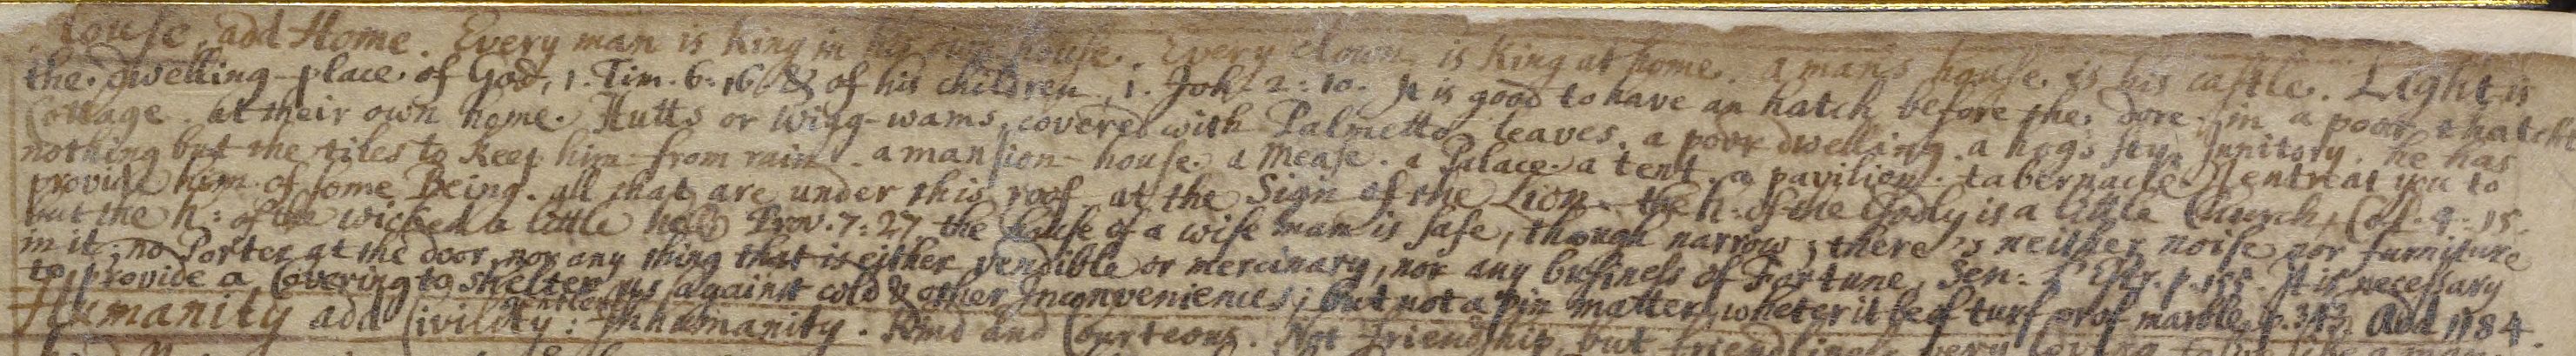 House, add Home. Every man is King in his own house. Every clown is King at home. a man's house is his castle. Light is
the dwelling-place of God, 1. Tim. 6: 16. & of his children, 1. Joh. 2: 10. It is good to have an hatch before the dore. in a poor thatch
Cottage. at their own home. Hutts or Wigg-wams, covered with Palmetto leaves. a poor dwelling. a hogs sty. he has
nothing but the tiles to keep him from rain. a mansion-house. a Mease. a Palace. a tent. a pavilion. tabernacle. I entreat you to
provide him of some Being. all that are under this roof. at the Sign of the Lion. the h: of the Godly is a little Church, Col. 4: 15.
but the h: of the wicked a little hell Prov. 7: 27 the house of a wise man is safe, though narrow; there's neither noise nor furniture
in it; no Porter at the door, nor any thing that is either vendible or mercinary, nor any business of Fortune, Sen: p. 155. It is necessary
to provide a Covering to shelter us against cold & other Inconveniences; but not a pin matter, wheter it be of turf or of marble, p. 343. Add 1184.
Humanity add Civility: Gentleness Inhumanity. Kind and Courteous. Not friendship, but friendliness very loving